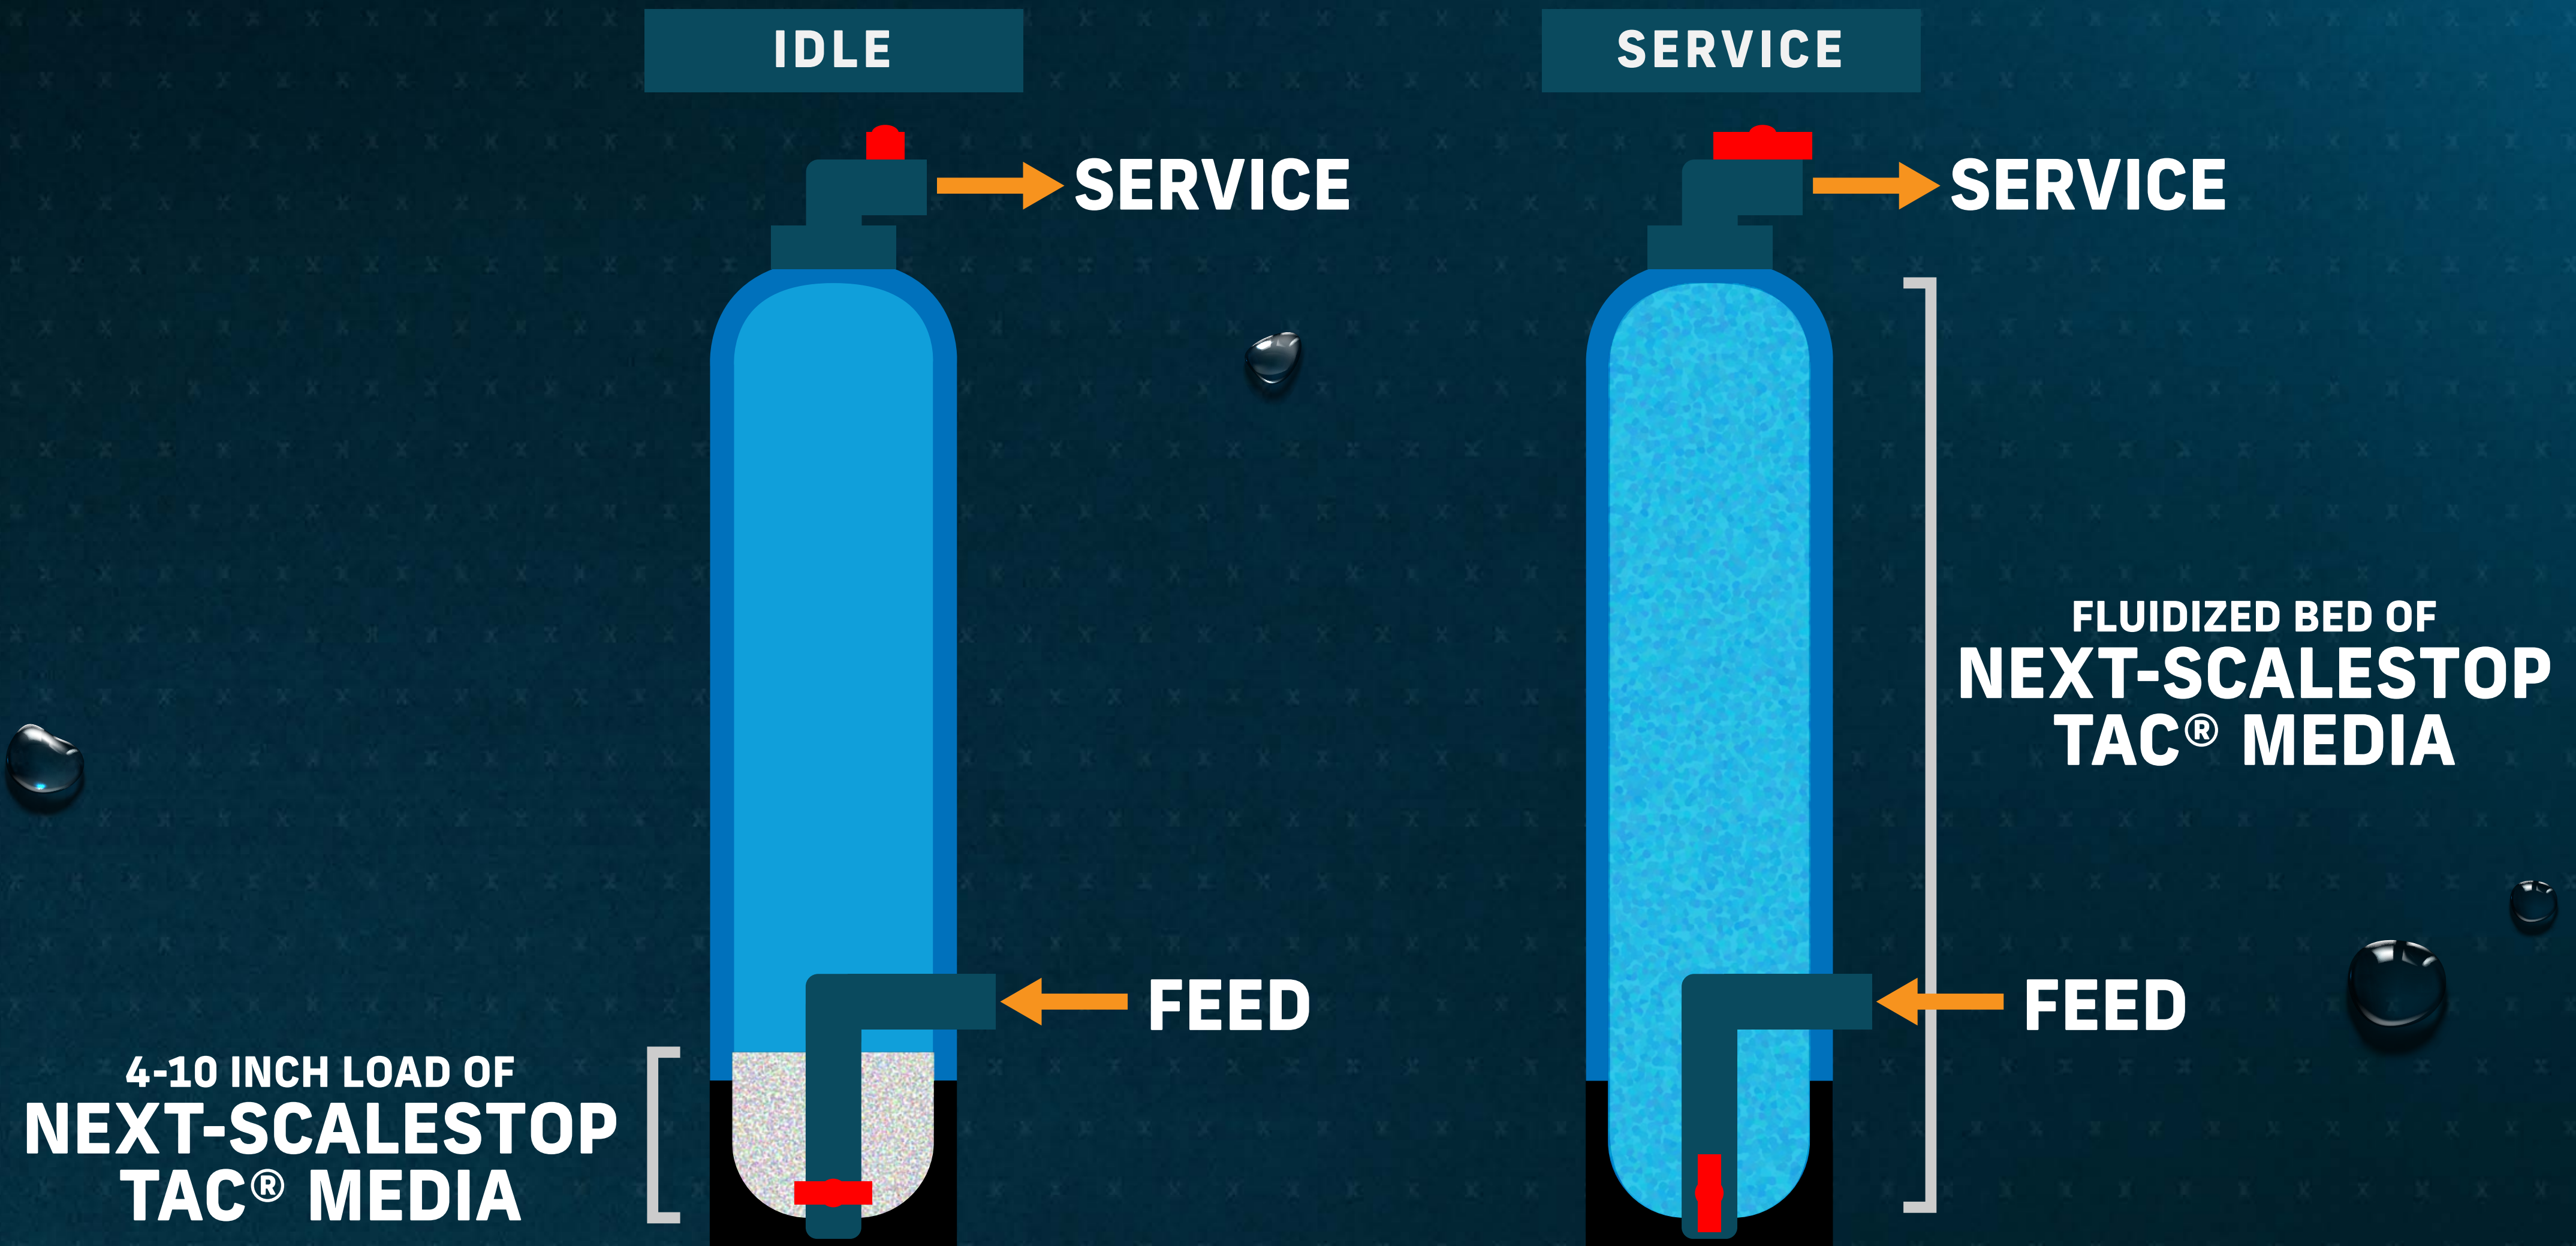 IDLE
SERVICE
FEED
4-10 INCH LOAD OF
NEXT-SCALESTOP
TAC® MEDIA
SERVICE
SERVICE
FLUIDIZED BED OF
NEXT-SCALESTOP
TAC® MEDIA
FEED